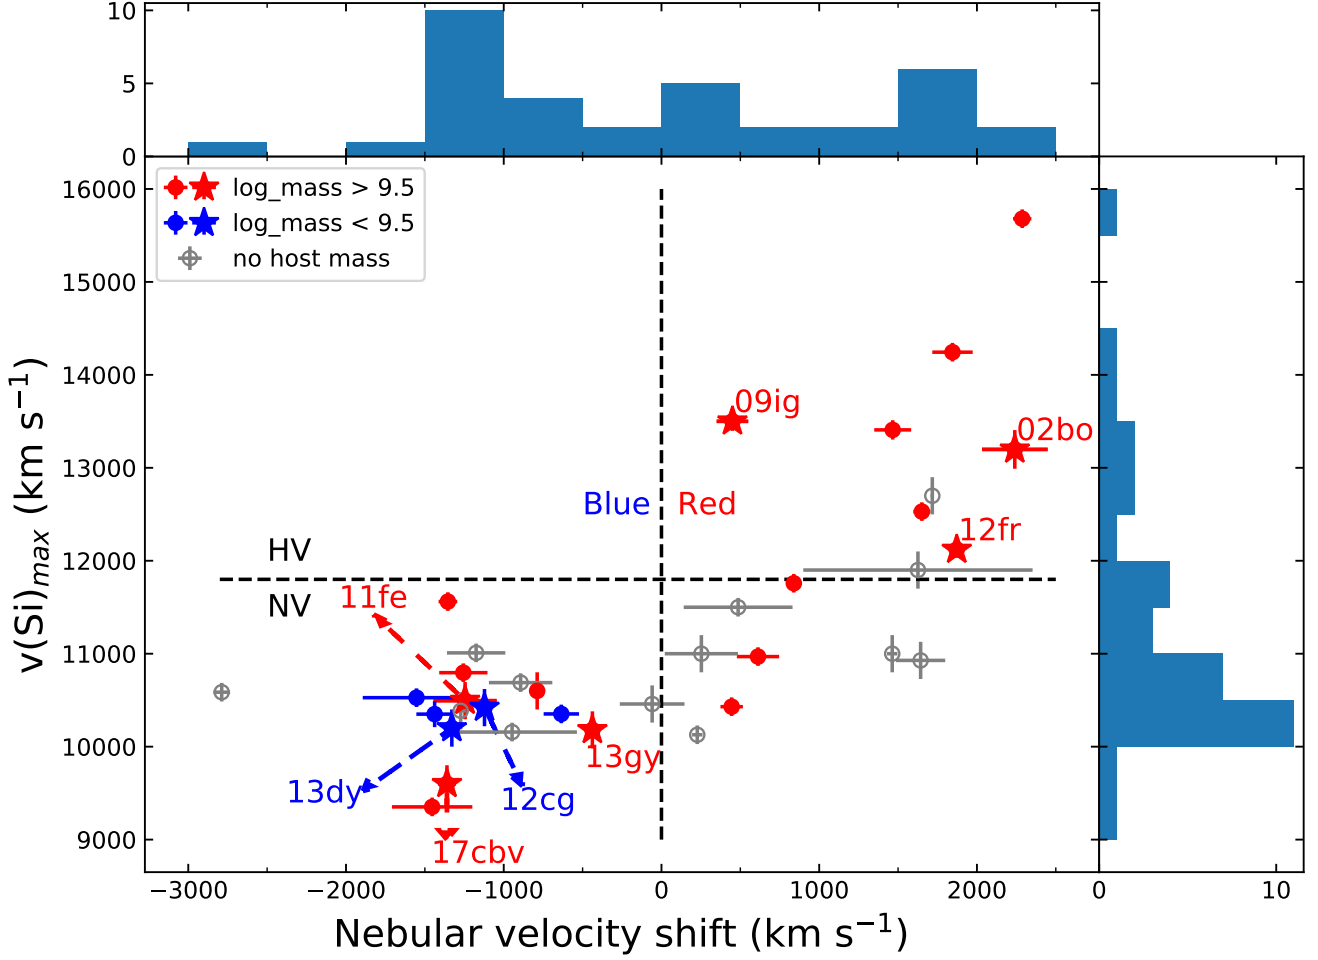 10
5
0
log_mass > 9.5
log_mass < 9.5
no host mass
16000
15000
14000
13000
12000
11000
10000
9000
v(Si)max (km s−1)
09ig
02bo
Blue Red
12fr
HV
NV
11fe
13gy
13dy
12cg
17cbv
−3000 −2000 −1000 0 1000 2000 0 10
Nebular velocity shift (km s−1)